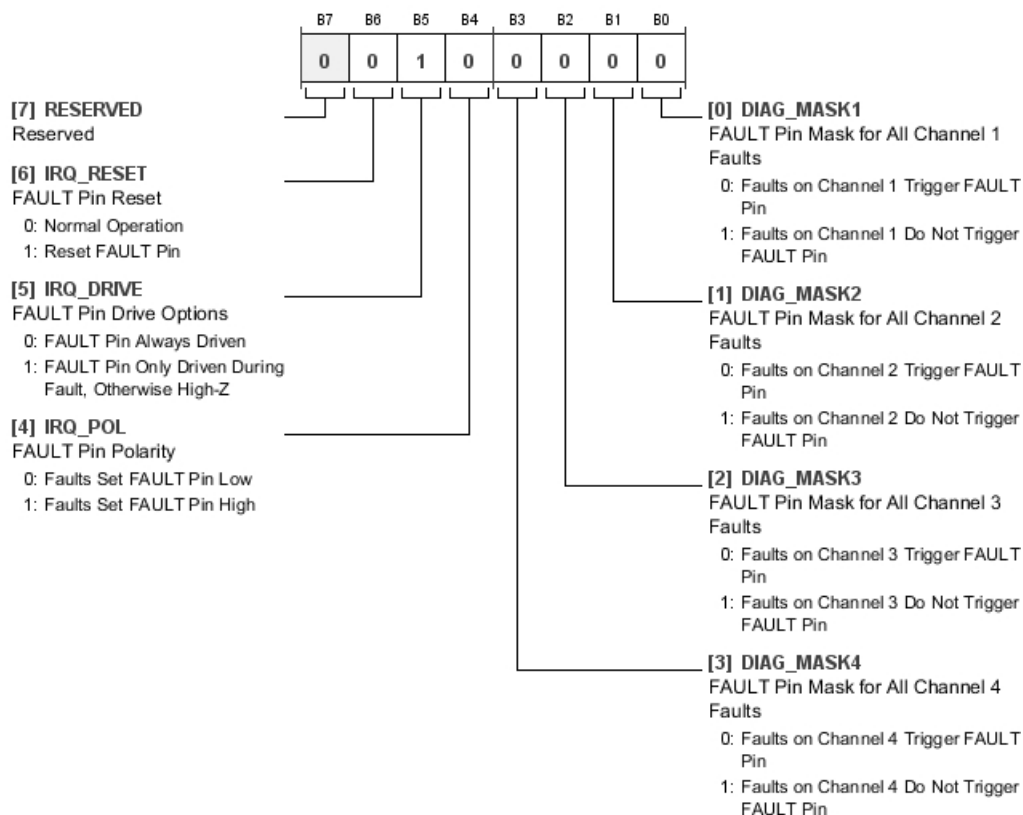 B7 B6 B5 B4 B3 B2 B1 B0
0 0 1 0 0 0 0 0
[7] RESERVED
Reserved
[6] IRQ_RESET
FAULT Pin Reset
0: Normal Operation
1: Reset FAULT Pin
[5] IRQ_DRIVE
FAULT Pin Drive Options
0: FAULT Pin Always Driven
1: FAULT Pin Only Driven During
Fault, Otherwise High-Z
[4] IRQ_POL
FAULT Pin Polarity
0: Faults Set FAULT Pin Low
1: Faults Set FAULT Pin High
[0] DIAG_MASK1
FAULT Pin Mask for All Channel 1
Faults
0: Faults on Channel 1 Trigger FAULT
Pin
1: Faults on Channel 1 Do Not Trigger
FAULT Pin
[1] DIAG_MASK2
FAULT Pin Mask for All Channel 2
Faults
0: Faults on Channel 2 Trigger FAULT
Pin
1: Faults on Channel 2 Do Not Trigger
FAULT Pin
[2] DIAG_MASK3
FAULT Pin Mask for All Channel 3
Faults
0: Faults on Channel 3 Trigger FAULT
Pin
1: Faults on Channel 3 Do Not Trigger
FAULT Pin
[3] DIAG_MASK4
FAULT Pin Mask for All Channel 4
Faults
0: Faults on Channel 4 Trigger FAULT
Pin
1: Faults on Channel 4 Do Not Trigger
FAULT Pin